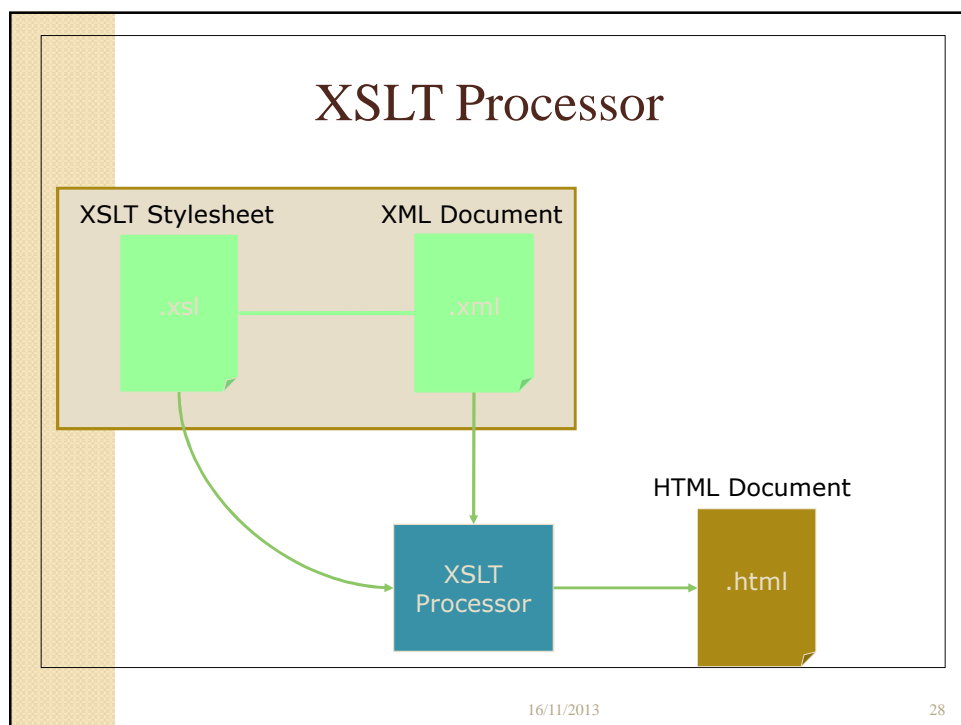 XSLT Processor
XSLT Stylesheet
XML Document
.xsl
.xml
HTML Document
XSLT
Processor
.html
16/11/2013
28